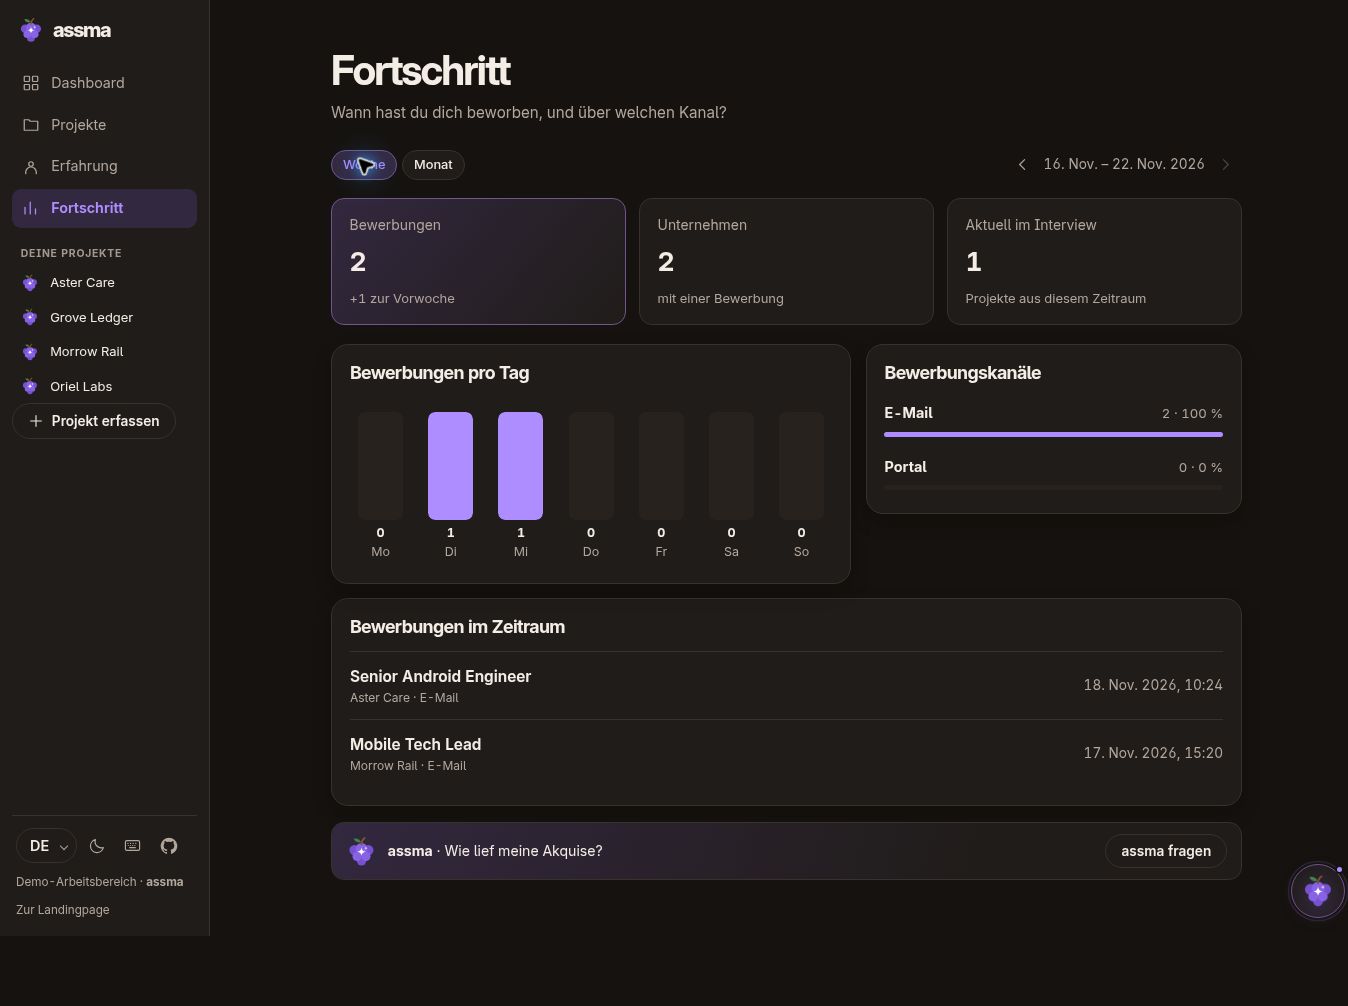 assma
Dashboard
Projekte
Erfahrung
Fortschritt
DEINE PROJEKTE
Aster Care
Grove Ledger
Morrow Rail
Oriel Labs
Projekt erfassen
DE
Demo-Arbeitsbereich · assma
Zur Landingpage
Fortschritt
Wann hast du dich beworben, und über welchen Kanal?
Monat
16. Nov. – 22. Nov. 2026
Bewerbungen
2
+1 zur Vorwoche
Unternehmen
2
mit einer Bewerbung
Aktuell im Interview
1
Projekte aus diesem Zeitraum
Bewerbungen pro Tag
0 1 1 0 0 0 0
Mo Di Mi Do Fr Sa So
Bewerbungskanäle
E-Mail 2 · 100 %
Portal 0 · 0 %
Bewerbungen im Zeitraum
Senior Android Engineer
Aster Care · E-Mail
18. Nov. 2026, 10:24
Mobile Tech Lead
Morrow Rail · E-Mail
17. Nov. 2026, 15:20
assma · Wie lief meine Akquise?
assma fragen